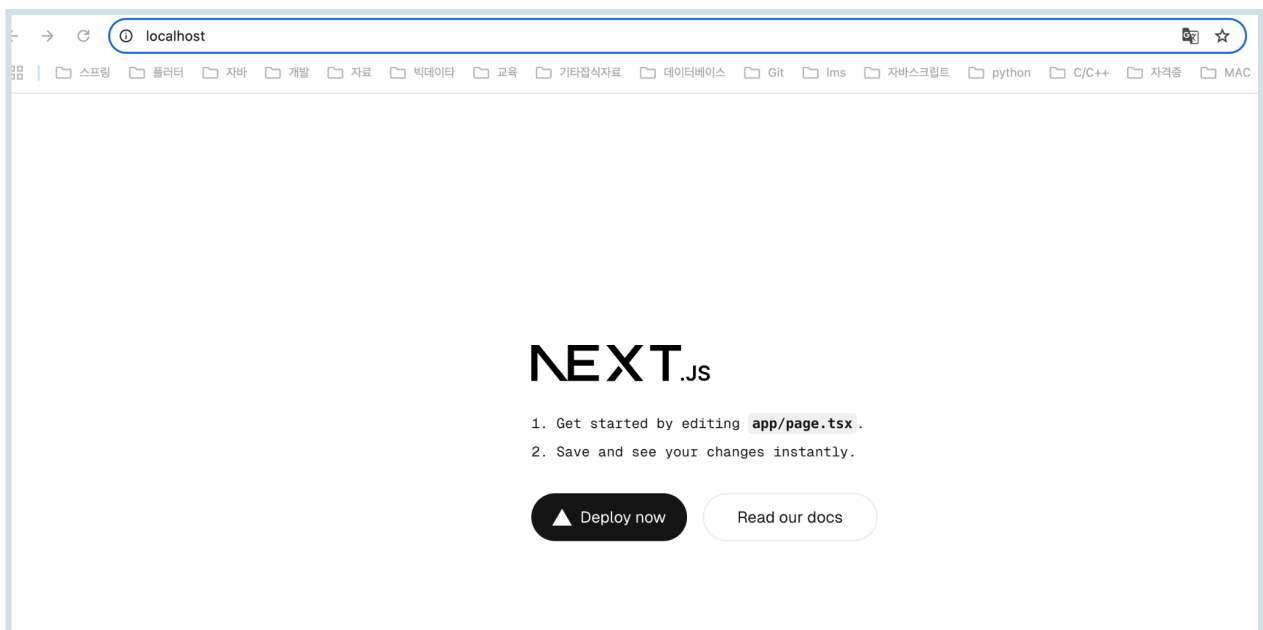 localhost
스프링 플러터 자바 개발 자료 빅데이타 교육 기타잡식자료 데이터베이스 Git lms 자바스크립트 python C/C++ 자격증 MAC
NEXT.JS
1. Get started by editing app/page.tsx.
2. Save and see your changes instantly.
Deploy now Read our docs